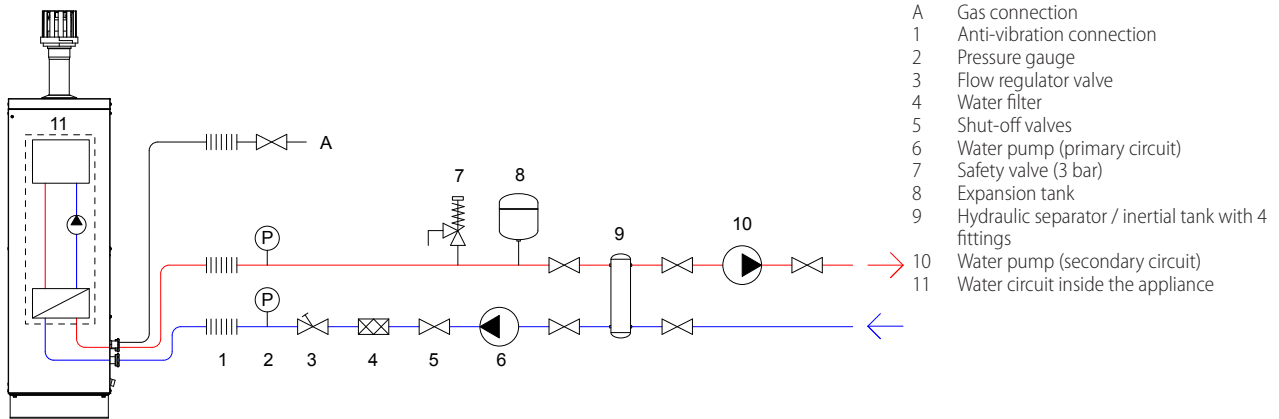 11
A
7
8
P
9
10
P
1
2
3
4
5
6
A Gas connection
1 Anti-vibration connection
2 Pressure gauge
3 Flow regulator valve
4 Water filter
5 Shut-off valves
6 Water pump (primary circuit)
7 Safety valve (3 bar)
8 Expansion tank
9 Hydraulic separator / inertial tank with 4
fittings
10 Water pump (secondary circuit)
11 Water circuit inside the appliance